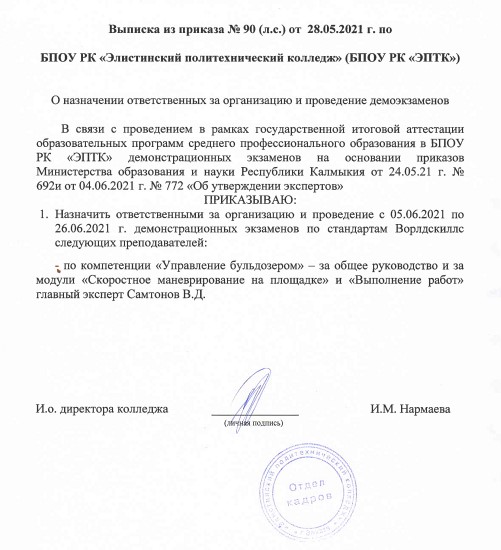 Выписка из приказа № 90 (л.с.) от 28.05.2021 г. по
БПОУ РК «Элистинский политехнический колледж» (БПОУ РК «ЭПТК»)
О назначении ответственных за организацию и проведение демоэкзаменов
В связи с проведением в рамках государственной итоговой аттестации
образовательных программ среднего профессионального образования в БПОУ
РК «ЭПТК» демонстрационных экзаменов на основании приказов
Министерства образования и науки Республики Калмыкия от 24.05.21 г. №
692и от 04.06.2021 г. № 772 «Об утверждении экспертов»
ПРИКАЗЫВАЮ:
1. Назначить ответственными за организацию и проведение с 05.06.2021 по
26.06.2021 г. демонстрационных экзаменов по стандартам Ворлдскиллс
следующих преподавателей:
- по компетенции «Управление бульдозером» – за общее руководство и за
модули «Скоростное маневрирование на площадке» и «Выполнение работ»
главный эксперт Самтонов В.Д.
И.о. директора колледжа И.М. Нармаева
(личная подпись)
Отдел
кадров